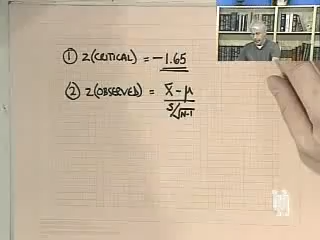 ① Z(CRITICAL) = -1.65
② Z(OBSERVED) = X̄ - μ
S/√N-1